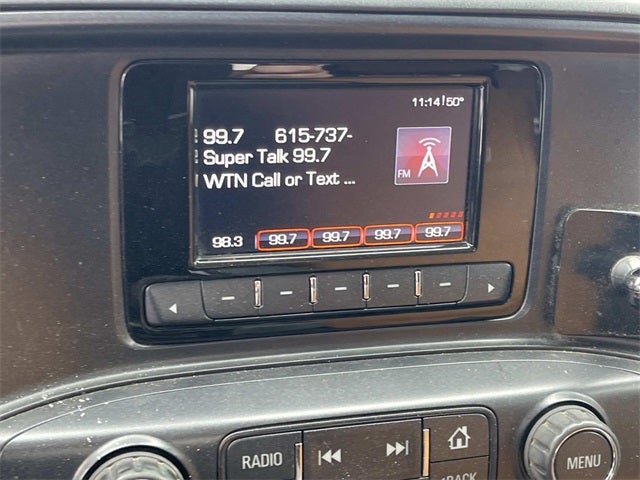 11:14 50°
99.7 615-737-
Super Talk 99.7
WTN Call or Text ...
FM
98.3 99.7 99.7 99.7 99.7
RADIO
BACK
MENU